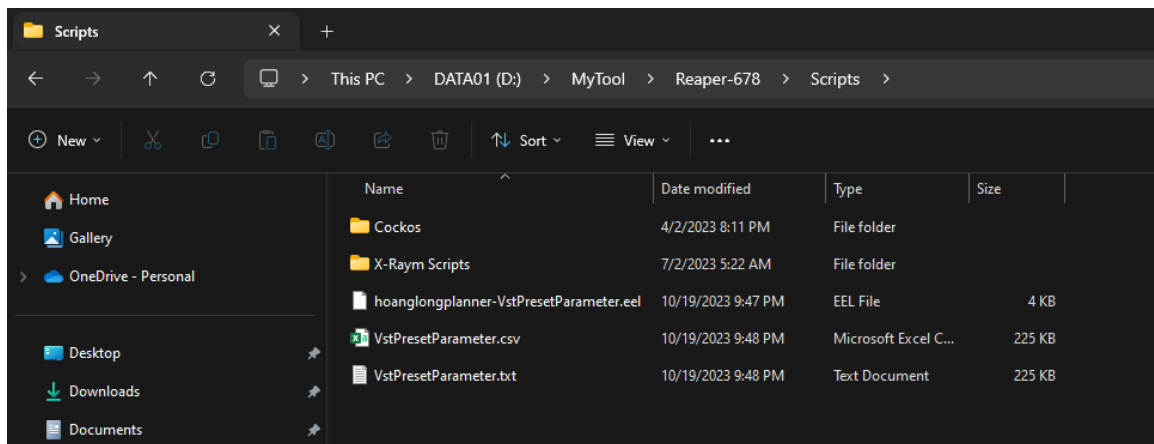 Scripts
This PC > DATA01 (D:) > MyTool > Reaper-678 > Scripts >
New Sort View
Home
Gallery
OneDrive - Personal
Desktop
Downloads
Documents
Name Date modified Type Size
Cockos 4/2/2023 8:11 PM File folder
X-Raym Scripts 7/2/2023 5:22 AM File folder
hoanglongplanner-VstPresetParameter.eel 10/19/2023 9:47 PM EEL File 4 KB
VstPresetParameter.csv 10/19/2023 9:48 PM Microsoft Excel C... 225 KB
VstPresetParameter.txt 10/19/2023 9:48 PM Text Document 225 KB